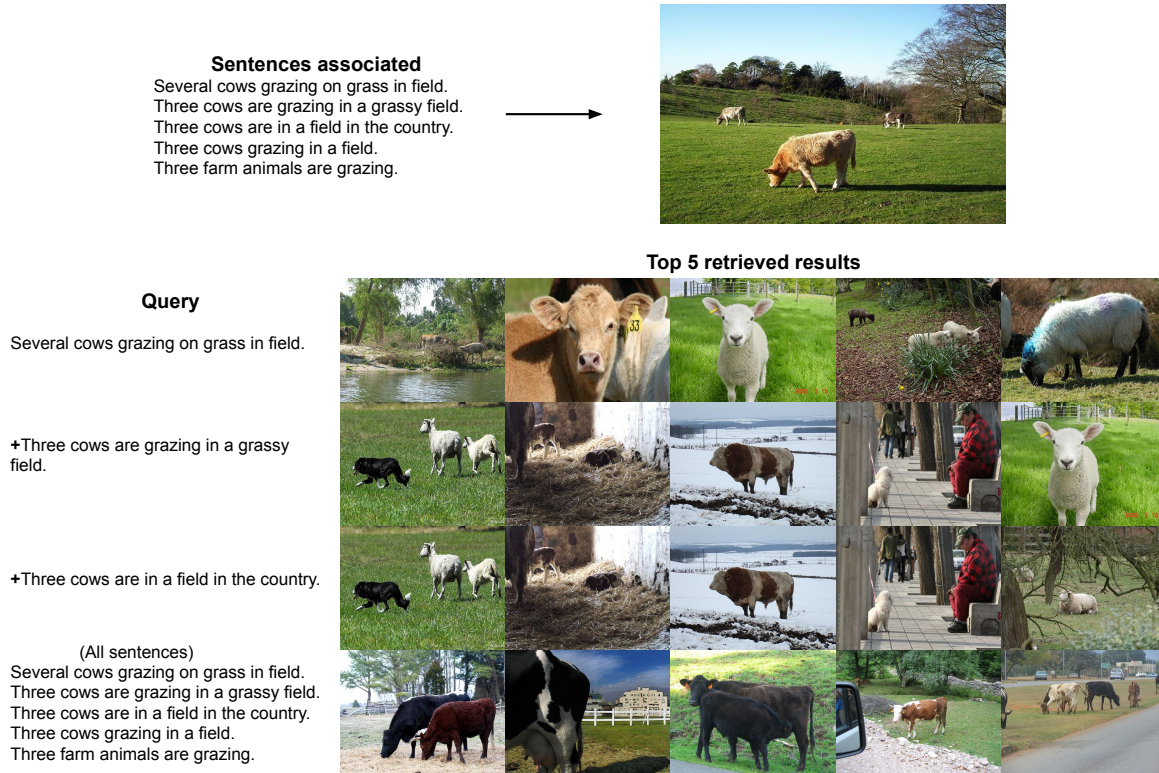 Sentences associated
Several cows grazing on grass in field.
Three cows are grazing in a grassy field.
Three cows are in a field in the country.
Three cows grazing in a field.
Three farm animals are grazing.
Top 5 retrieved results
Query
Several cows grazing on grass in field.
33
+Three cows are grazing in a grassy
field.
+Three cows are in a field in the country.
(All sentences)
Several cows grazing on grass in field.
Three cows are grazing in a grassy field.
Three cows are in a field in the country.
Three cows grazing in a field.
Three farm animals are grazing.